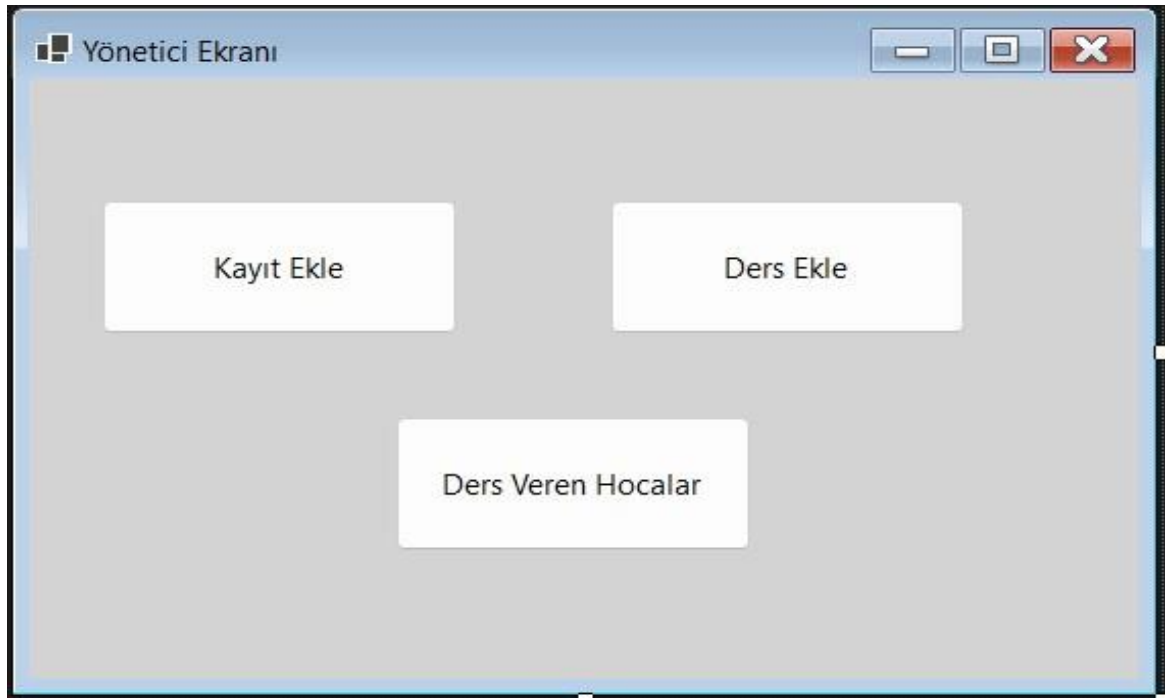 Yönetici Ekranı
Kayıt Ekle
Ders Ekle
Ders Veren Hocalar